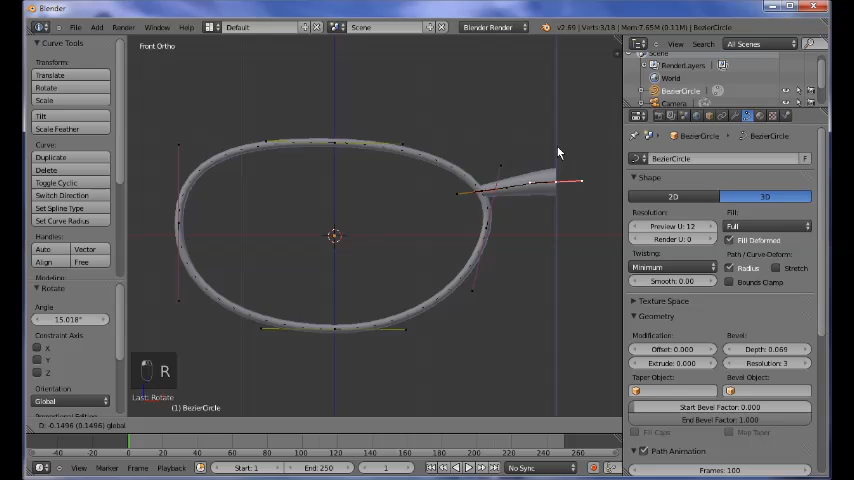 Blender
File Add Render Window Help Default Scene Blender Render v2.69 | Verts:3/18 | Mem:7.65M (0.11M) | BezierCircle
Curve Tools
Transform:
Translate
Rotate
Scale
Tilt
Scale Feather
Curve:
Duplicate
Delete
Toggle Cyclic
Switch Direction
Set Spline Type
Set Curve Radius
Handles:
Auto Vector
Align Free
Modeling:
Rotate
Angle
15.018°
Constraint Axis
X
Y
Z
Orientation
Global
Front Ortho
R
Last: Rotate
(1) BezierCircle
D: -0.1496 (0.1496) global
View Search All Scenes
Scene
RenderLayers
World
BezierCircle
Camera
BezierCircle BezierCircle
BezierCircle F
Shape
2D 3D
Resolution: Fill:
Preview U: 12 Full
Render U: 0 Fill Deformed
Twisting: Path / Curve-Deform:
Minimum Radius Stretch
Smooth: 0.00 Bounds Clamp
Texture Space
Geometry
Modification: Bevel:
Offset: 0.000 Depth: 0.069
Extrude: 0.000 Resolution: 3
Taper Object: Bevel Object:
Start Bevel Factor: 0.000
End Bevel Factor: 1.000
Fill Caps Map Taper
Path Animation
Frames: 100
-40 -20 0 20 40 60 80 100 120 140 160 180 200 220 240 260
View Marker Frame Playback Start: 1 End: 250 1 No Sync